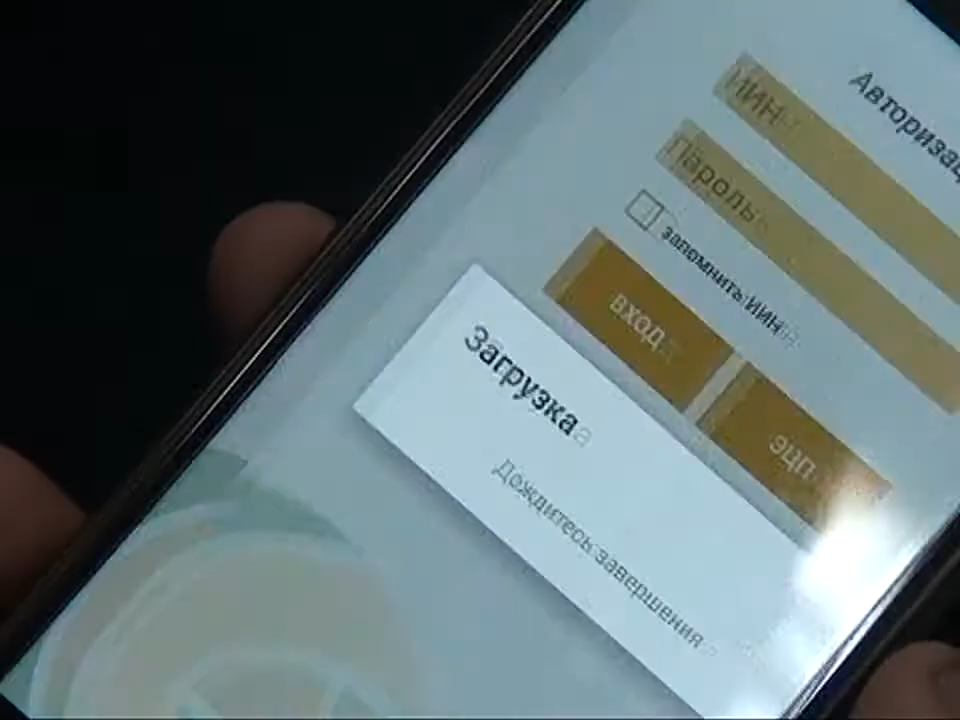 Авторизац
ИИН
Пароль
запомнить ИИН
вход
эцп
Загрузка
Дождитесь завершения